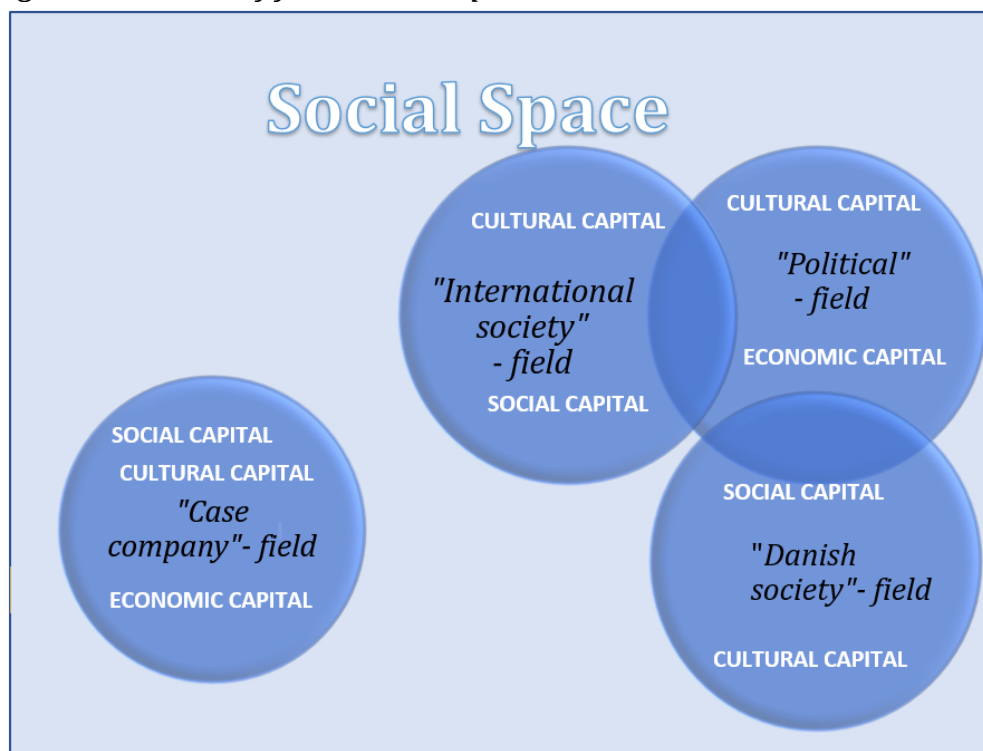 Social Space
CULTURAL CAPITAL
"International
society"
- field
SOCIAL CAPITAL
CULTURAL CAPITAL
"Political"
- field
ECONOMIC CAPITAL
SOCIAL CAPITAL
CULTURAL CAPITAL
"Case
company"- field
ECONOMIC CAPITAL
SOCIAL CAPITAL
"Danish
society"- field
CULTURAL CAPITAL